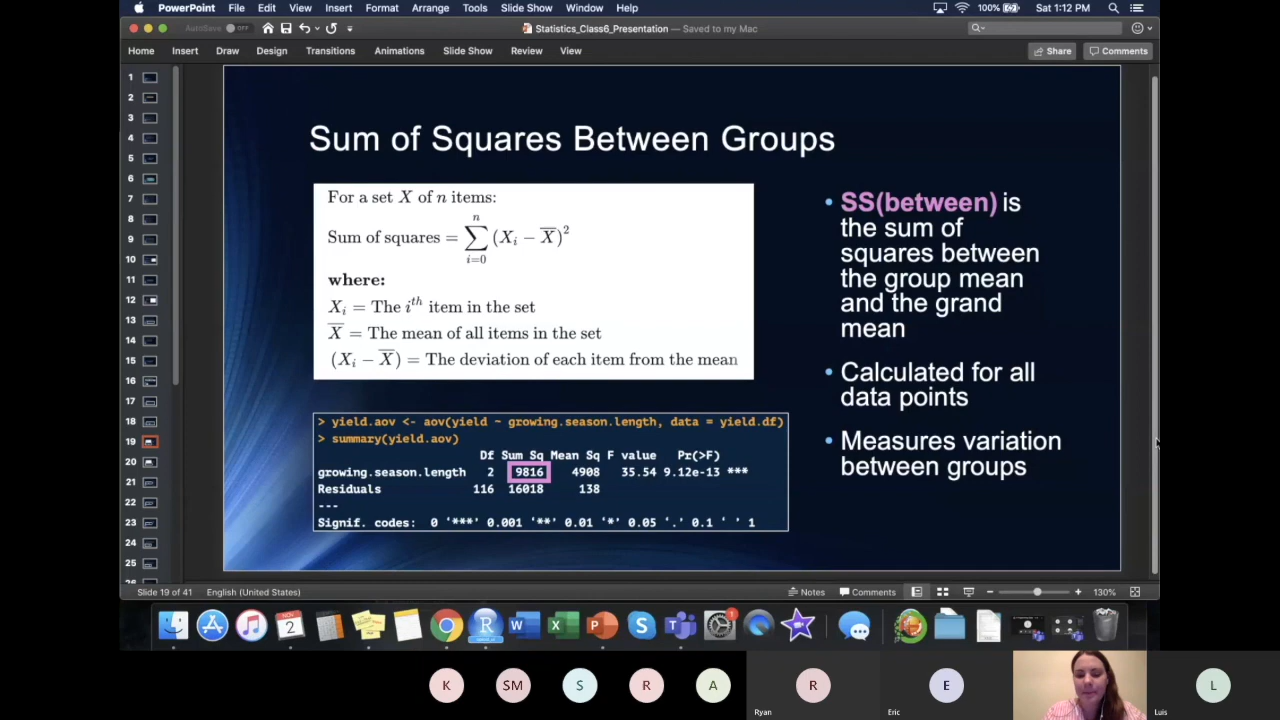 PowerPoint File Edit View Insert Format Arrange Tools Slide Show Window Help 100% Sat 1:12 PM
AutoSave OFF Statistics_Class6_Presentation — Saved to my Mac
Home Insert Draw Design Transitions Animations Slide Show Review View Share Comments
1
2
3
4
5
6
7
8
9
10
11
12
13
14
15
16
17
18
19
20
21
22
23
24
25
26
Sum of Squares Between Groups
For a set X of n items:
Sum of squares = n∑i=0 (Xi − X̅)²
where:
Xi = The ith item in the set
X̅ = The mean of all items in the set
(Xi − X̅) = The deviation of each item from the mean
> yield.aov <- aov(yield ~ growing.season.length, data = yield.df)
> summary(yield.aov)
Df Sum Sq Mean Sq F value Pr(>F)
growing.season.length 2 9816 4908 35.54 9.12e-13 ***
Residuals 116 16018 138
---
Signif. codes: 0 ‘***’ 0.001 ‘**’ 0.01 ‘*’ 0.05 ‘.’ 0.1 ‘ ’ 1
• SS(between) is
the sum of
squares between
the group mean
and the grand
mean
• Calculated for all
data points
• Measures variation
between groups
Slide 19 of 41 English (United States) Notes Comments 130%
NOV
2
R
W
X
P
S
T
1
K SM S R A R E L
Ryan Eric Luis